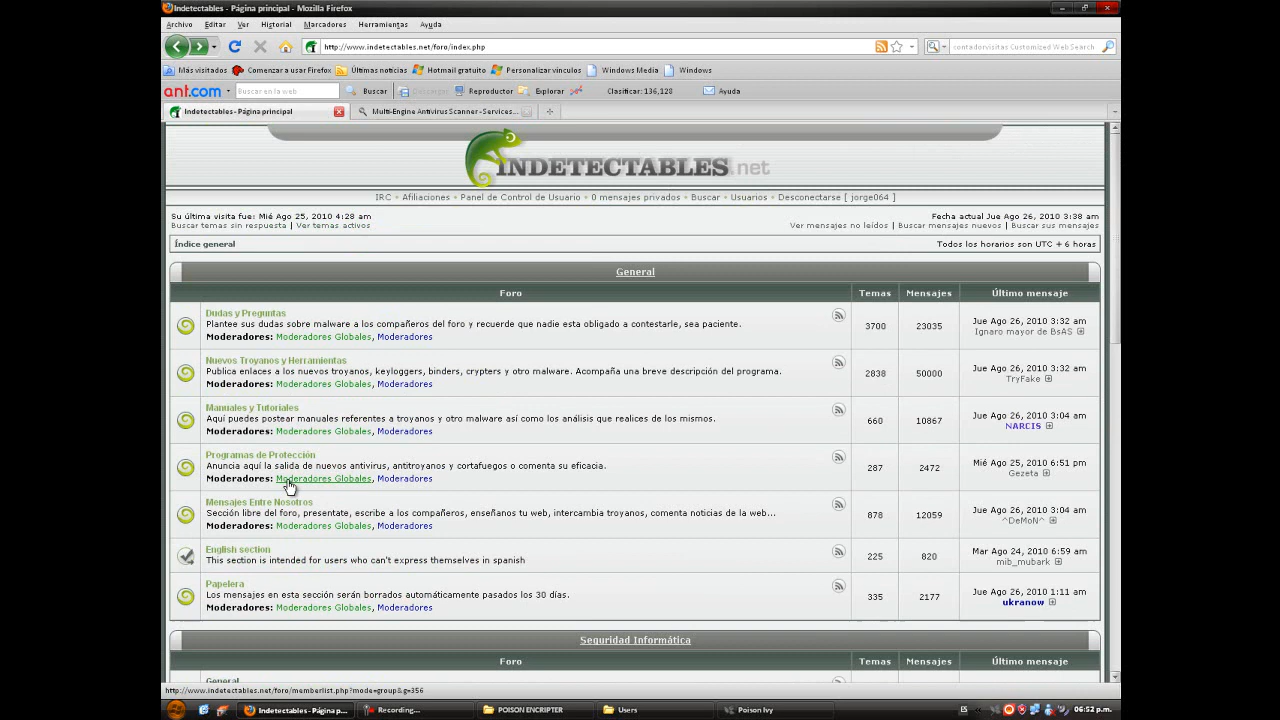 Indetectables - Página principal - Mozilla Firefox
Archivo Editar Ver Historial Marcadores Herramientas Ayuda
http://www.indetectables.net/foro/index.php
contadorvisitas Customized Web Search
Más visitados Comenzar a usar Firefox Últimas noticias Hotmail gratuito Personalizar vínculos Windows Media Windows
ant.com Buscar en la web Buscar Descargar Reproductor Explorar Clasificar: 136,128 Ayuda
Indetectables - Página principal Multi-Engine Antivirus Scanner - Services...
INDETECTABLES.net
IRC • Afiliaciones • Panel de Control de Usuario • 0 mensajes privados • Buscar • Usuarios • Desconectarse [ jorge064 ]
Su última visita fue: Mié Ago 25, 2010 4:28 am Fecha actual Jue Ago 26, 2010 3:38 am
Buscar temas sin respuesta | Ver temas activos Ver mensajes no leídos | Buscar mensajes nuevos | Buscar sus mensajes
Índice general Todos los horarios son UTC + 6 horas
General
Foro Temas Mensajes Último mensaje
Dudas y Preguntas
Plantee sus dudas sobre malware a los compañeros del foro y recuerde que nadie esta obligado a contestarle, sea paciente.
Moderadores: Moderadores Globales, Moderadores
3700 23035 Jue Ago 26, 2010 3:32 am
Ignaro mayor de BsAS
Nuevos Troyanos y Herramientas
Publica enlaces a los nuevos troyanos, keyloggers, binders, crypters y otro malware. Acompaña una breve descripción del programa.
Moderadores: Moderadores Globales, Moderadores
2838 50000 Jue Ago 26, 2010 3:32 am
TryFake
Manuales y Tutoriales
Aquí puedes postear manuales referentes a troyanos y otro malware así como los análisis que realices de los mismos.
Moderadores: Moderadores Globales, Moderadores
660 10867 Jue Ago 26, 2010 3:04 am
NARCIS
Programas de Protección
Anuncia aquí la salida de nuevos antivirus, antitroyanos y cortafuegos o comenta su eficacia.
Moderadores: Moderadores Globales, Moderadores
287 2472 Mié Ago 25, 2010 6:51 pm
Gezeta
Mensajes Entre Nosotros
Sección libre del foro, presentate, escribe a los compañeros, enseñanos tu web, intercambia troyanos, comenta noticias de la web...
Moderadores: Moderadores Globales, Moderadores
878 12059 Jue Ago 26, 2010 3:04 am
^DeMoN^
English section
This section is intended for users who can't express themselves in spanish
225 820 Mar Ago 24, 2010 6:59 am
mib_mubark
Papelera
Los mensajes en esta sección serán borrados automáticamente pasados los 30 días.
Moderadores: Moderadores Globales, Moderadores
335 2177 Jue Ago 26, 2010 1:11 am
ukranow
Seguridad Informática
Foro Temas Mensajes Último mensaje
General
http://www.indetectables.net/foro/memberlist.php?mode=group&g=356
Indetectables - Página p... Recording... POISON ENCRIPTER Users Poison Ivy ES 06:52 p.m.